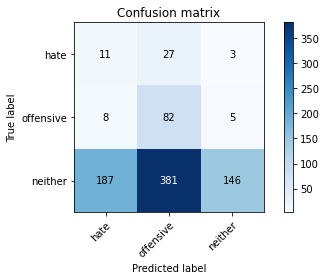 Confusion matrix
hate 11 27 3
offensive 8 82 5
neither 187 381 146
hate offensive neither
True label
Predicted label
350
300
250
200
150
100
50